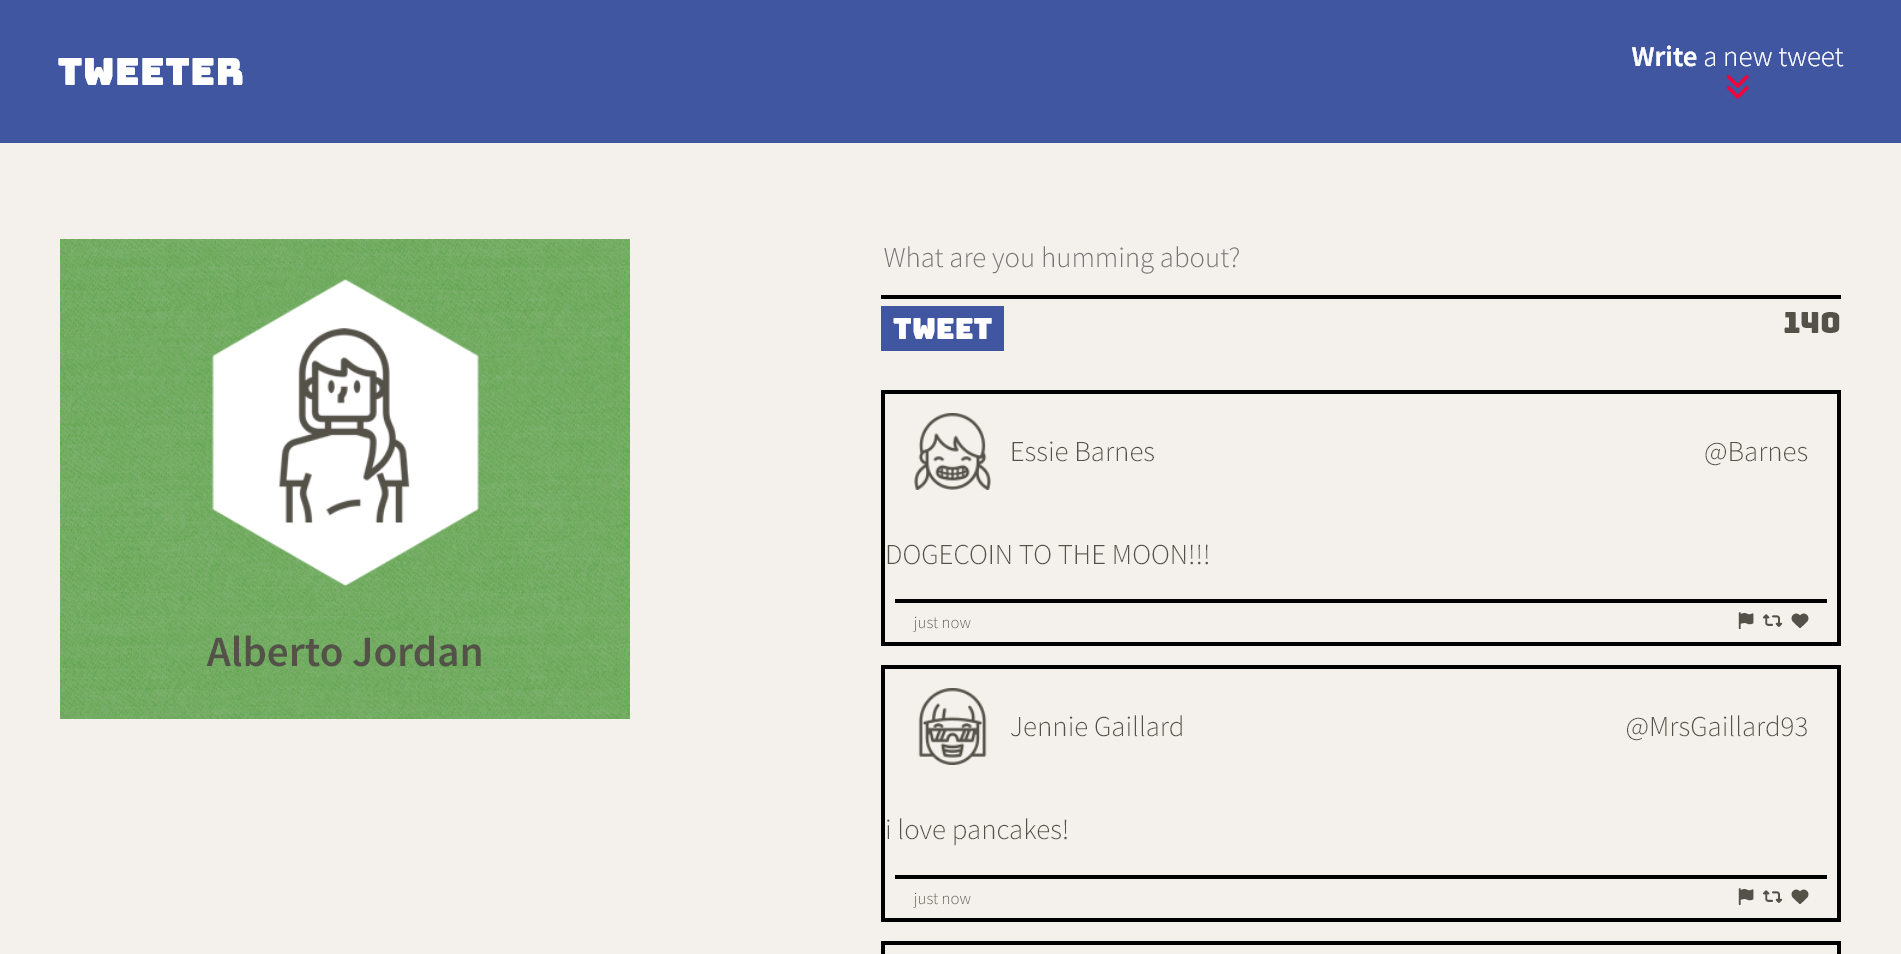 TWEETER
Write a new tweet
Alberto Jordan
What are you humming about?
TWEET
140
Essie Barnes
@Barnes
DOGECOIN TO THE MOON!!!
just now
Jennie Gaillard
@MrsGaillard93
i love pancakes!
just now